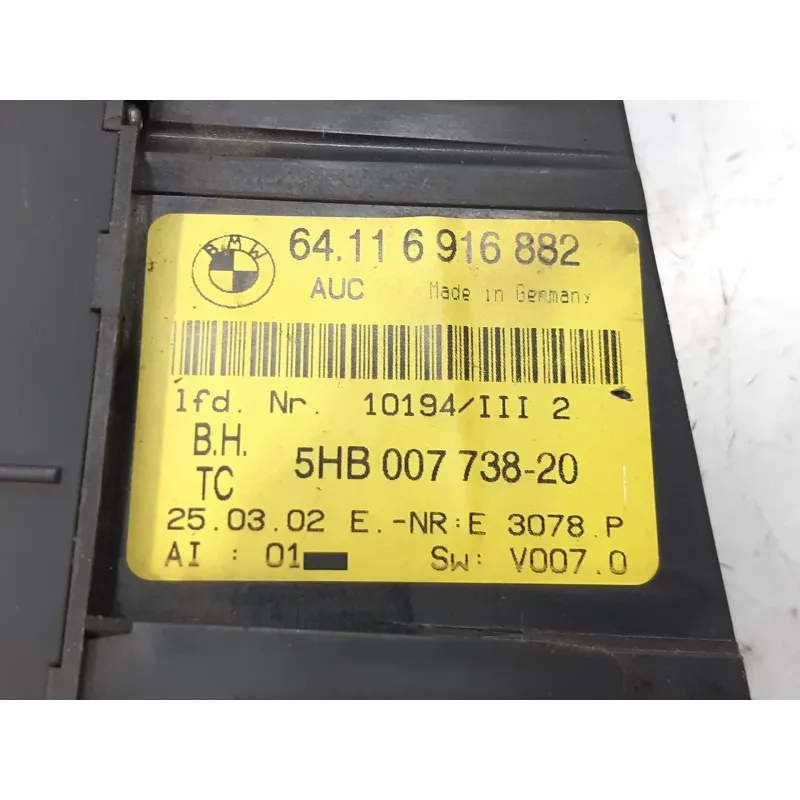 BMW
64.11 6 916 882
AUC Made in Germany
lfd. Nr. 10194/III 2
B.H. 5HB 007 738-20
TC
25.03.02 E.-NR:E 3078.P
AI : 01 Sw: V007.0